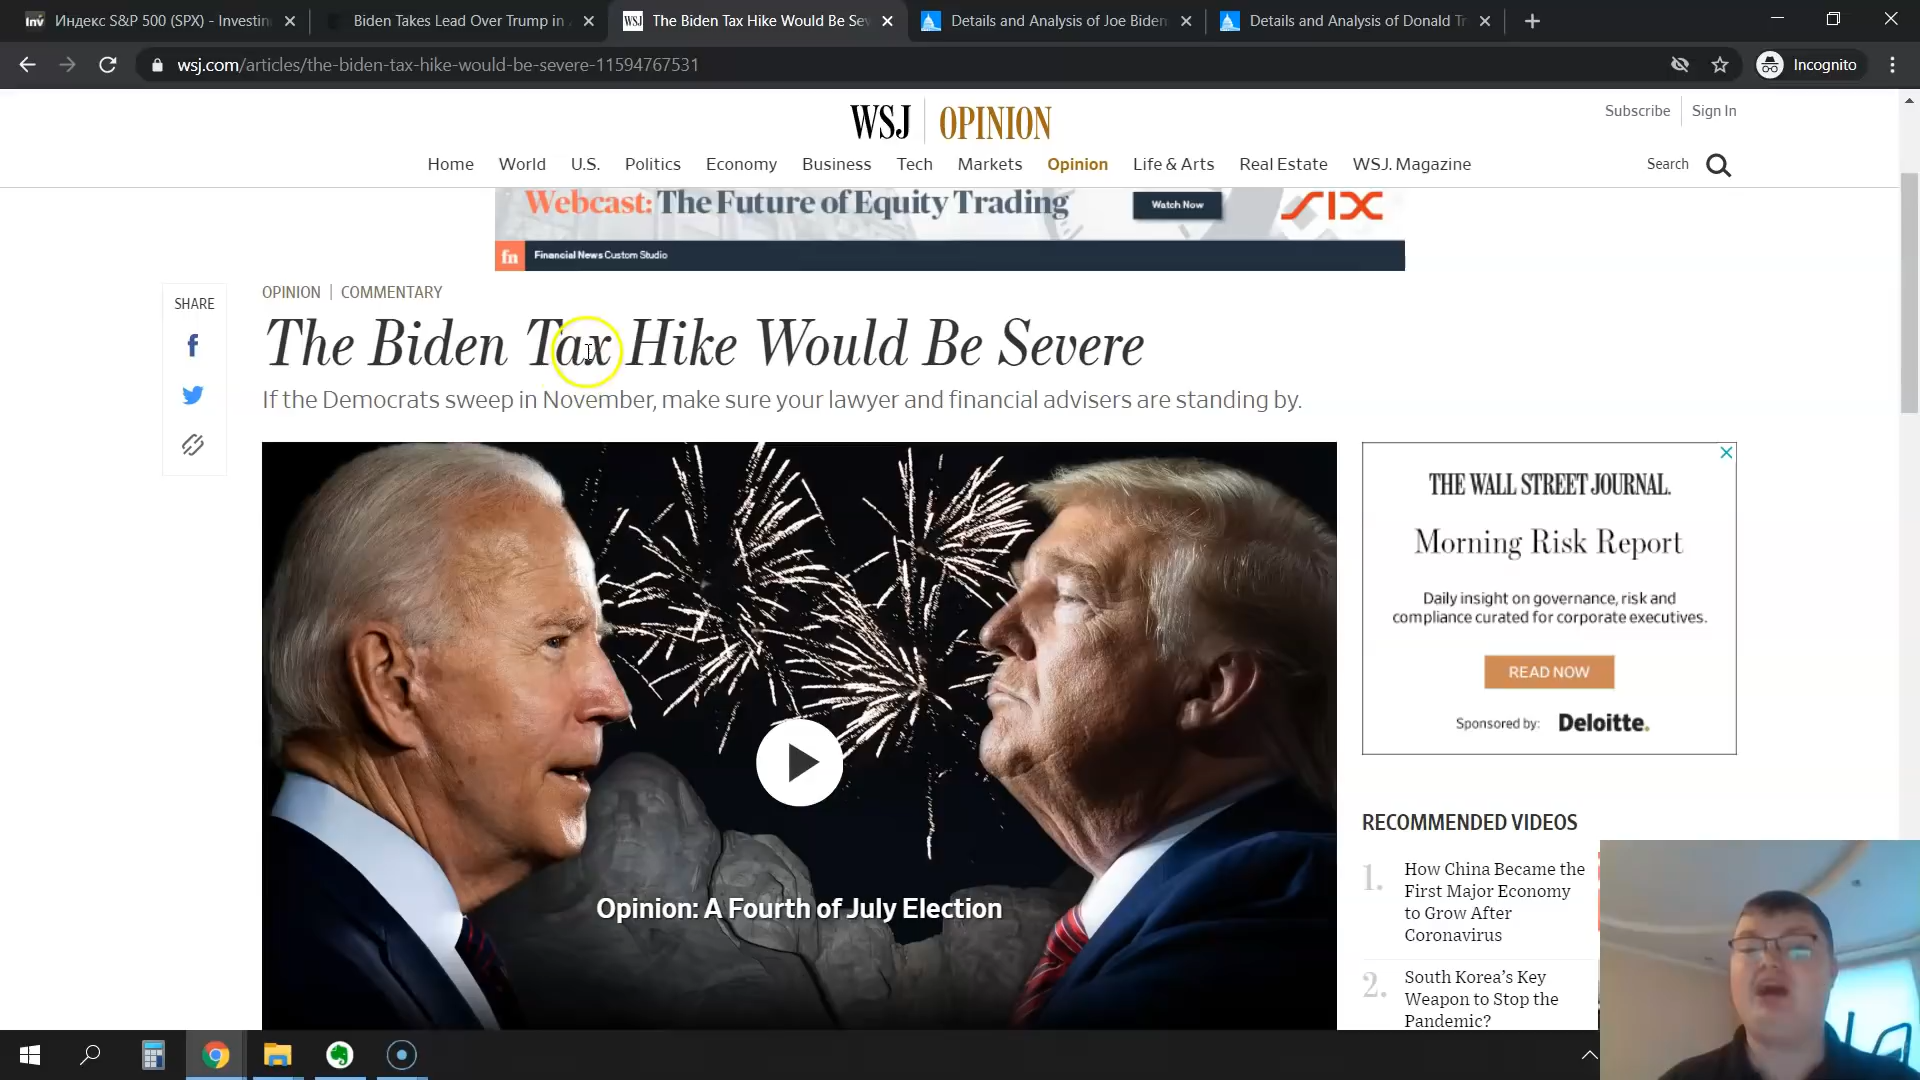 Индекс S&P 500 (SPX) - Investin
Biden Takes Lead Over Trump in
The Biden Tax Hike Would Be Sev
Details and Analysis of Joe Biden
Details and Analysis of Donald Tr
wsj.com/articles/the-biden-tax-hike-would-be-severe-11594767531
Incognito
WSJ | OPINION
Subscribe
Sign In
Home
World
U.S.
Politics
Economy
Business
Tech
Markets
Opinion
Life & Arts
Real Estate
WSJ. Magazine
Search
Webcast: The Future of Equity Trading
Watch Now
SIX
fn
Financial News Custom Studio
SHARE
OPINION | COMMENTARY
The Biden Tax Hike Would Be Severe
If the Democrats sweep in November, make sure your lawyer and financial advisers are standing by.
Opinion: A Fourth of July Election
THE WALL STREET JOURNAL.
Morning Risk Report
Daily insight on governance, risk and
compliance curated for corporate executives.
READ NOW
Sponsored by: Deloitte.
RECOMMENDED VIDEOS
1. How China Became the
First Major Economy
to Grow After
Coronavirus
2. South Korea's Key
Weapon to Stop the
Pandemic?